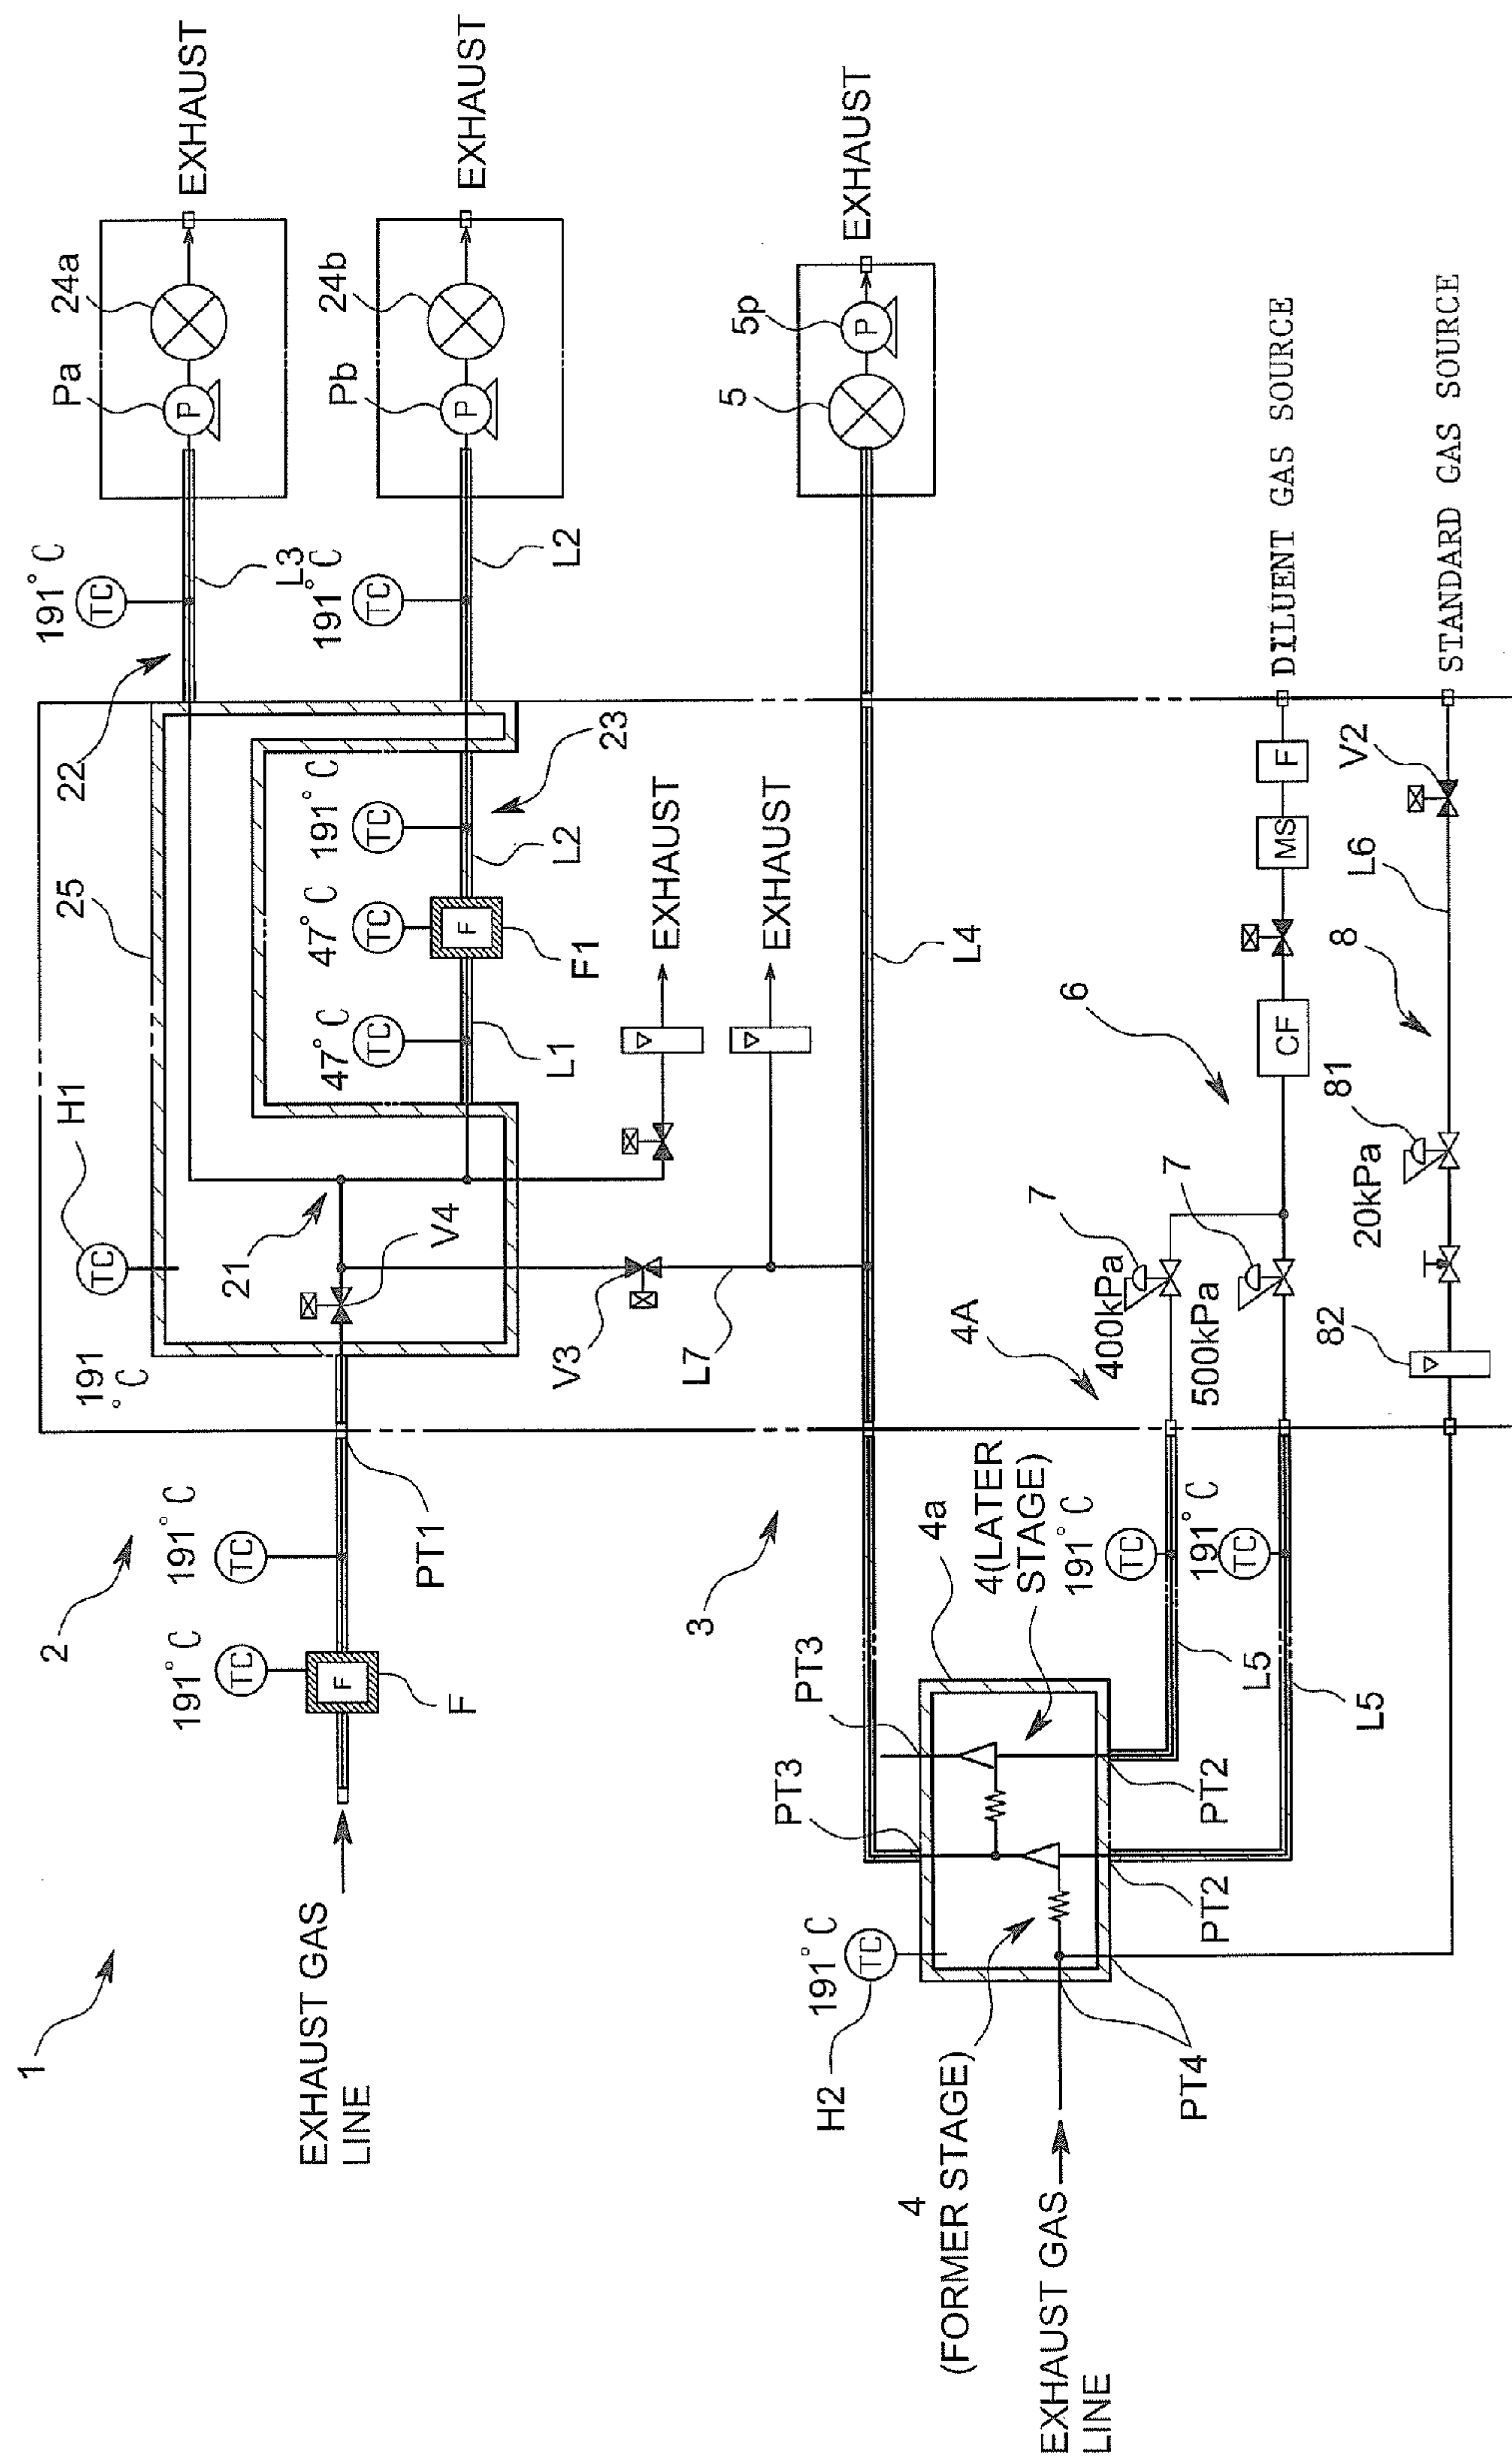 1
2
EXHAUST GAS
LINE
191°C
TC
F
F
191°C
TC
PT1
191
°C
TC
H1
25
22
21
V4
191°C
TC
L3
Pa
P
24a
EXHAUST
47°C
TC
L1
47°C
TC
F
F1
191°C
TC
L2
23
191°C
TC
L2
Pb
P
24b
EXHAUST
EXHAUST
EXHAUST
V3
L7
3
L4
5
5p
P
EXHAUST
4
(FORMER STAGE)
EXHAUST GAS
LINE
H2
191°C
TC
PT4
PT3
PT3
4a
4(LATER
STAGE)
PT2
PT2
191°C
TC
L5
191°C
TC
L5
4A
400kPa
7
500kPa
7
6
CF
MS
F
DILUENT GAS SOURCE
82
20kPa
81
8
L6
V2
STANDARD GAS SOURCE